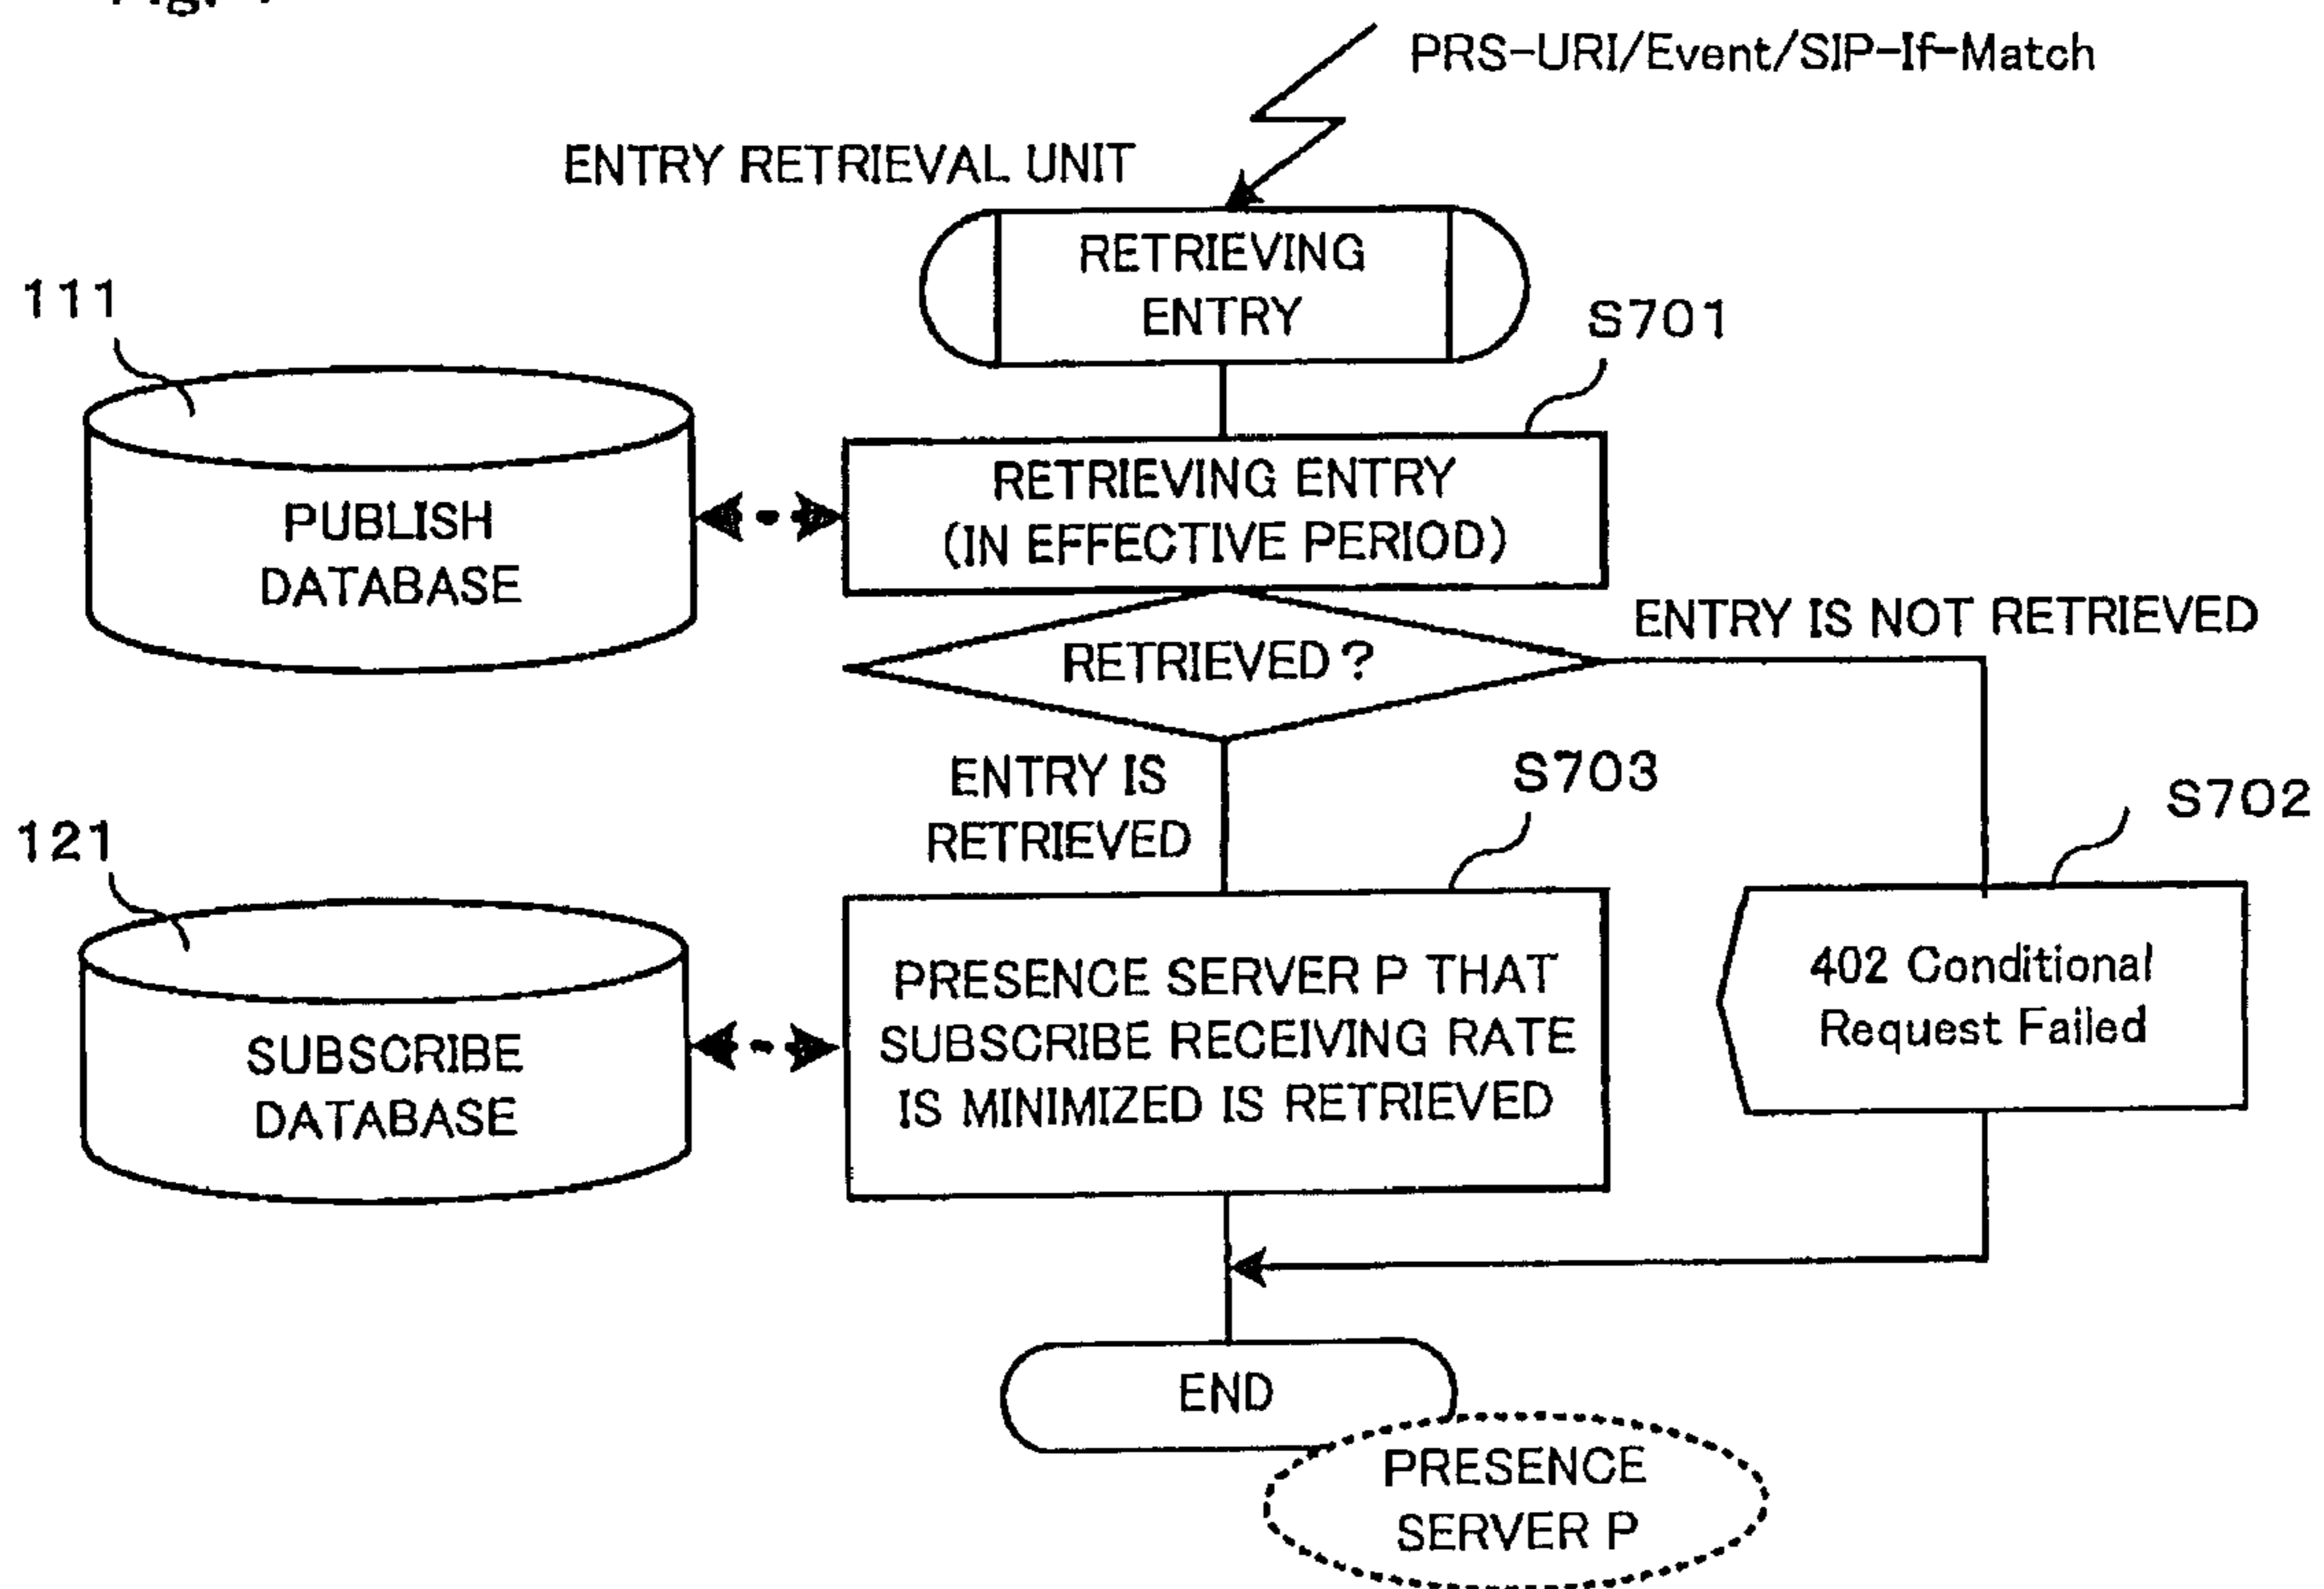 Fig.
PRS-URI/Event/SIP-If-Match
ENTRY RETRIEVAL UNIT
RETRIEVING
ENTRY
111
S701
PUBLISH
DATABASE
RETRIEVING ENTRY
(IN EFFECTIVE PERIOD)
ENTRY IS NOT RETRIEVED
RETRIEVED?
ENTRY IS
RETRIEVED
S703
S702
121
SUBSCRIBE
DATABASE
PRESENCE SERVER P THAT
SUBSCRIBE RECEIVING RATE
IS MINIMIZED IS RETRIEVED
402 Conditional
Request Failed
END
PRESENCE
SERVER P